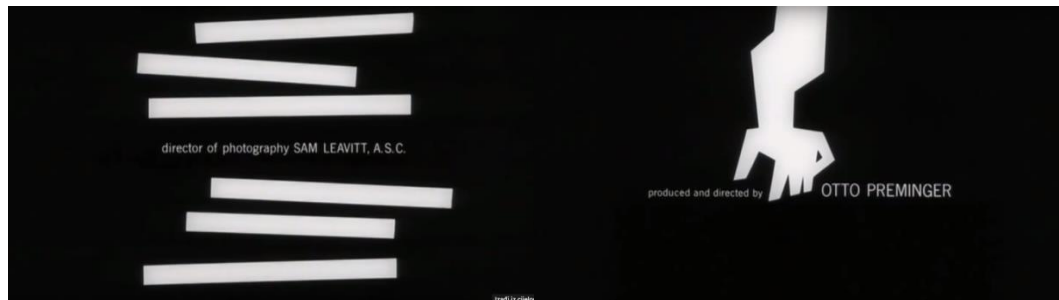 director of photography SAM LEAVITT, A.S.C.
produced and directed by OTTO PREMINGER